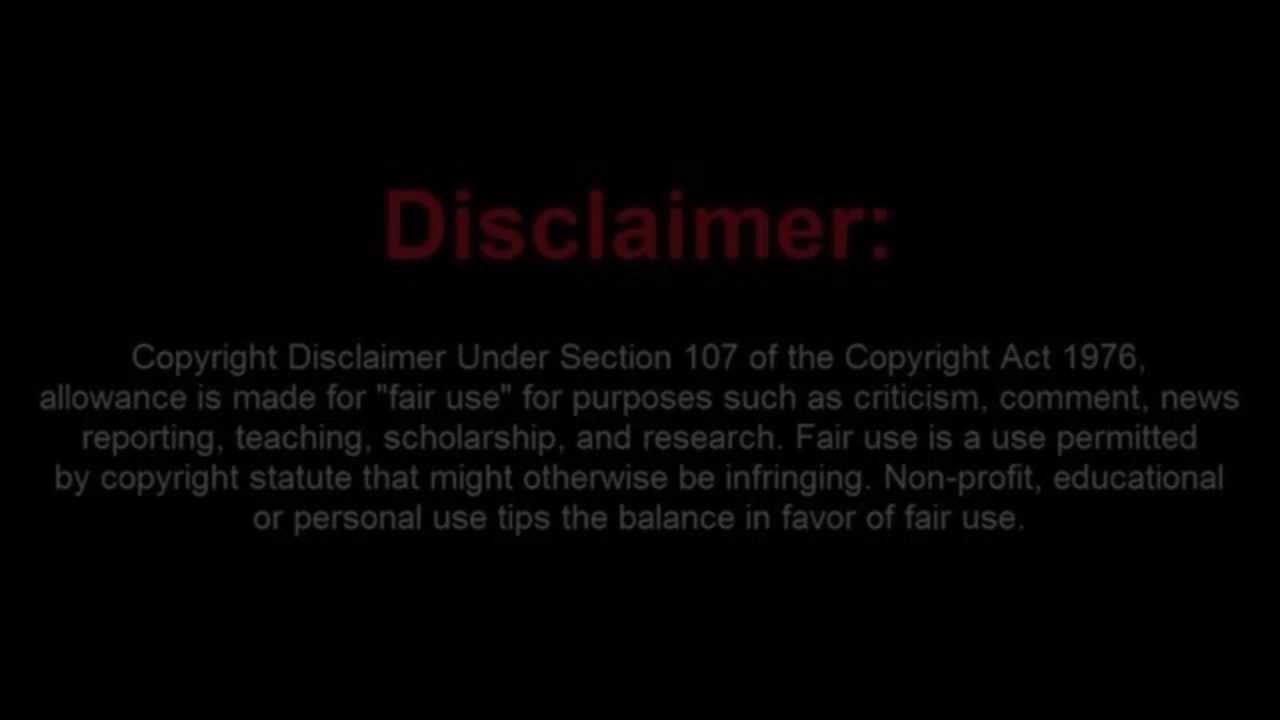 Disclaimer:
Copyright Disclaimer Under Section 107 of the Copyright Act 1976,
allowance is made for "fair use" for purposes such as criticism, comment, news
reporting, teaching, scholarship, and research. Fair use is a use permitted
by copyright statute that might otherwise be infringing. Non-profit, educational
or personal use tips the balance in favor of fair use.